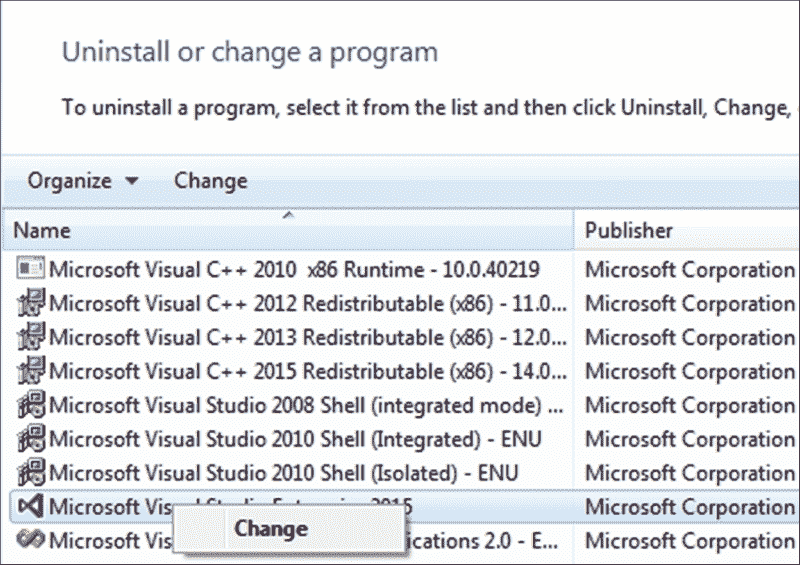 Uninstall or change a program
To uninstall a program, select it from the list and then click Uninstall, Change,
Organize Change
Name Publisher
Microsoft Visual C++ 2010 x86 Runtime - 10.0.40219 Microsoft Corporation
Microsoft Visual C++ 2012 Redistributable (x86) - 11.0... Microsoft Corporation
Microsoft Visual C++ 2013 Redistributable (x86) - 12.0... Microsoft Corporation
Microsoft Visual C++ 2015 Redistributable (x86) - 14.0... Microsoft Corporation
Microsoft Visual Studio 2008 Shell (integrated mode) ... Microsoft Corporation
Microsoft Visual Studio 2010 Shell (Integrated) - ENU Microsoft Corporation
Microsoft Visual Studio 2010 Shell (Isolated) - ENU Microsoft Corporation
Microsoft Visual Studio Enterprise 2015 Microsoft Corporation
Change
Microsoft Vis ications 2.0 - E... Microsoft Corporation